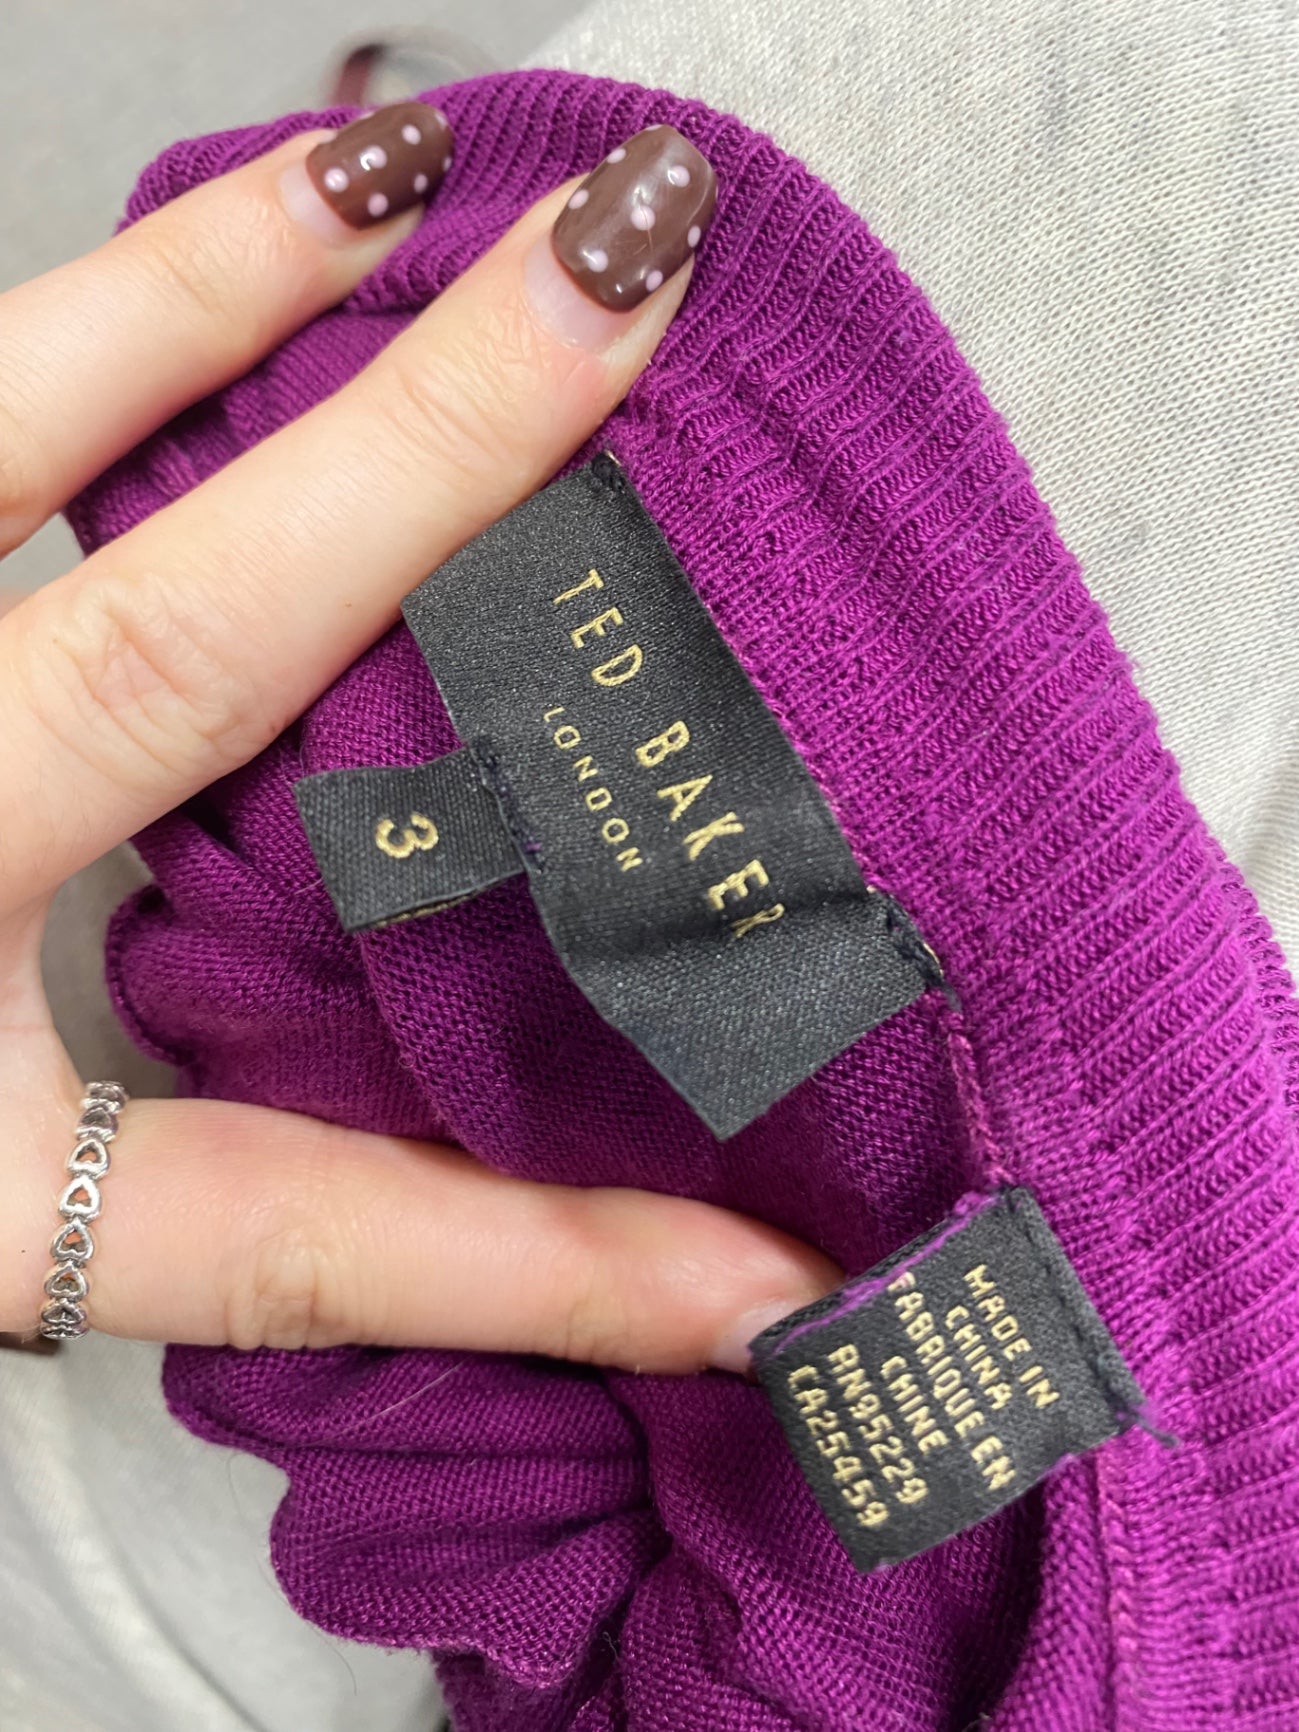 TED BAKER
LONDON
3
MADE IN
CHINA
FABRIQUE EN
CHINE
RN95229
CA25459